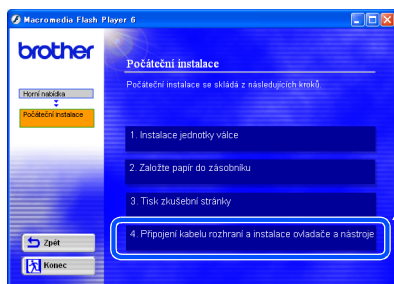 Macromedia Flash Player 6
brother
Počáteční instalace
Počáteční instalace se skládá z následujících kroků.
Horní nabídka
Počáteční instalace
1. Instalace jednotky válce
2. Založte papír do zásobníku
3. Tisk zkušební stránky
4. Připojení kabelu rozhraní a instalace ovladače a nástroje
Zpět
Konec